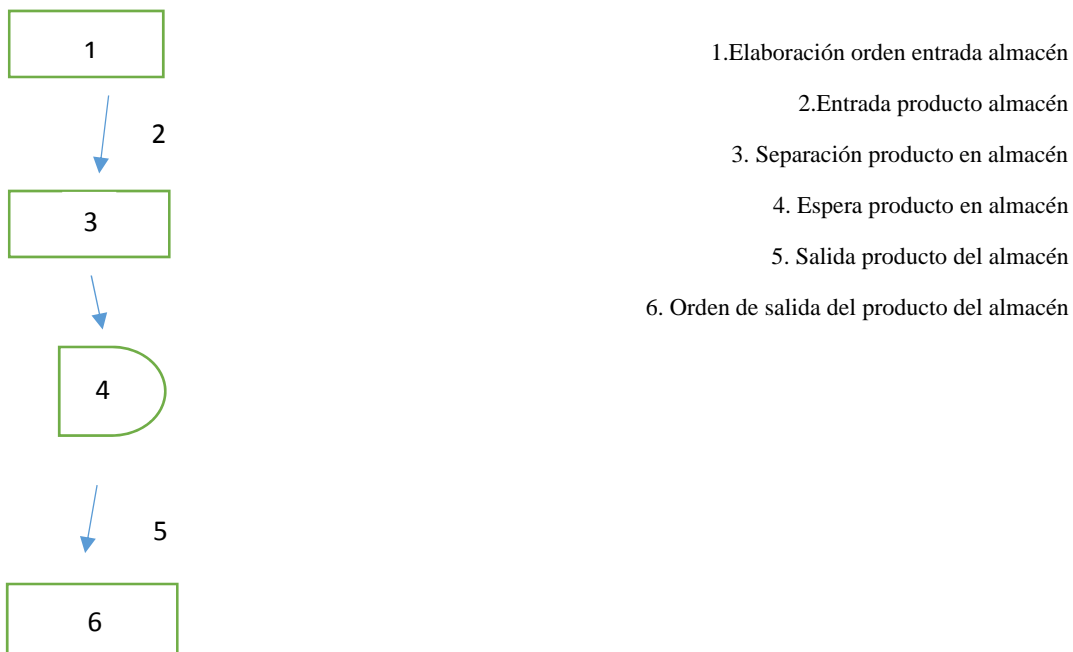 1
2
3
4
5
6
1.Elaboración orden entrada almacén
2.Entrada producto almacén
3. Separación producto en almacén
4. Espera producto en almacén
5. Salida producto del almacén
6. Orden de salida del producto del almacén